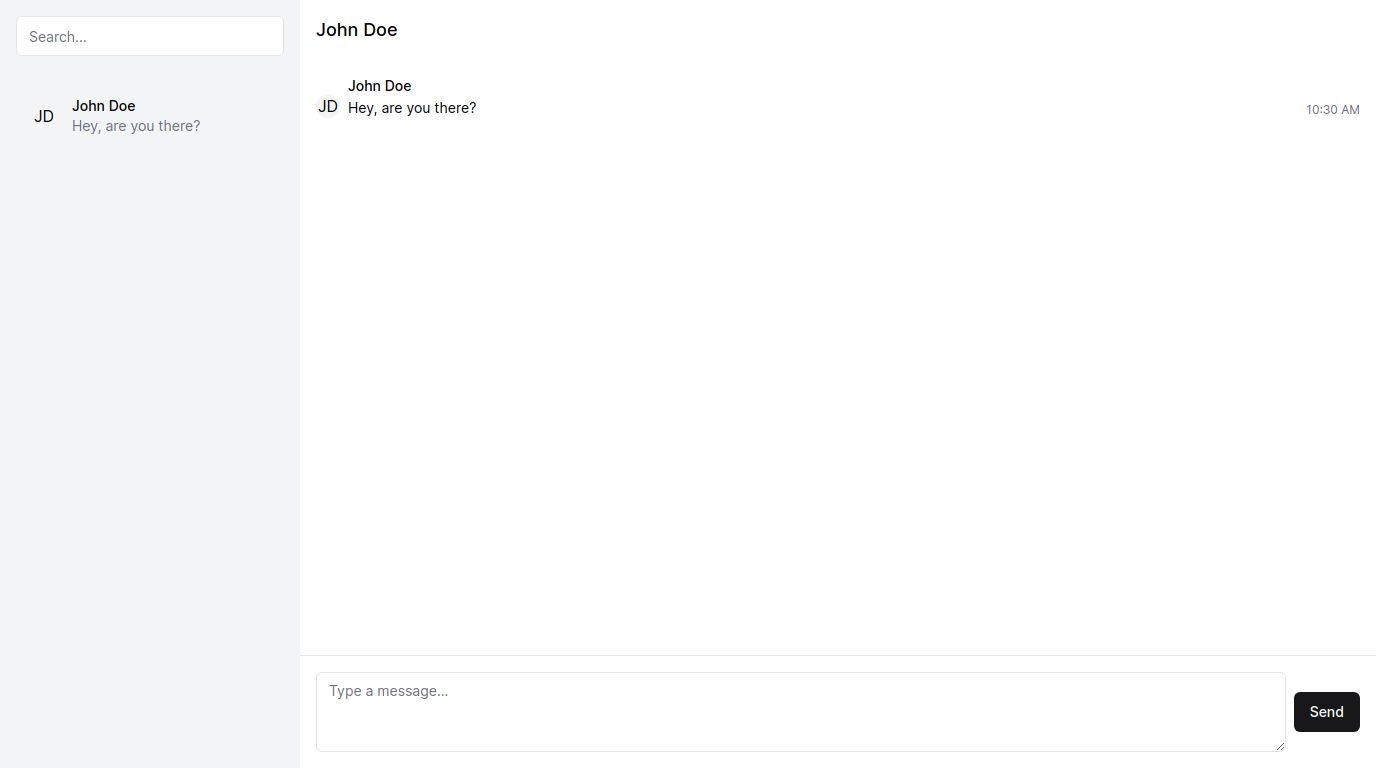 Search...
JD
John Doe
Hey, are you there?
John Doe
John Doe
JD
Hey, are you there?
10:30 AM
Type a message...
Send